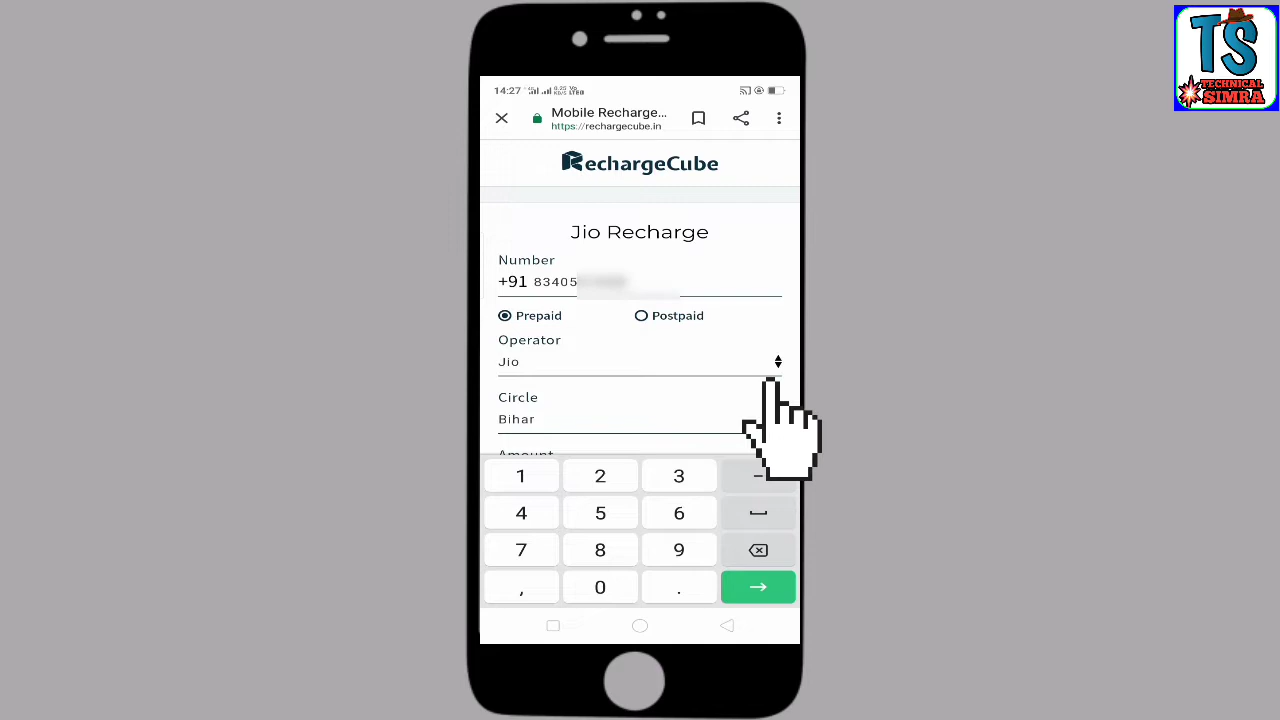 TS
TECHNICAL
SIMRA
14:27
Mobile Recharge...
https://rechargecube.in
RechargeCube
Jio Recharge
Number
+91 83405
Prepaid Postpaid
Operator
Jio
Circle
Bihar
Amount
1 2 3 -
4 5 6
7 8 9
, 0 .